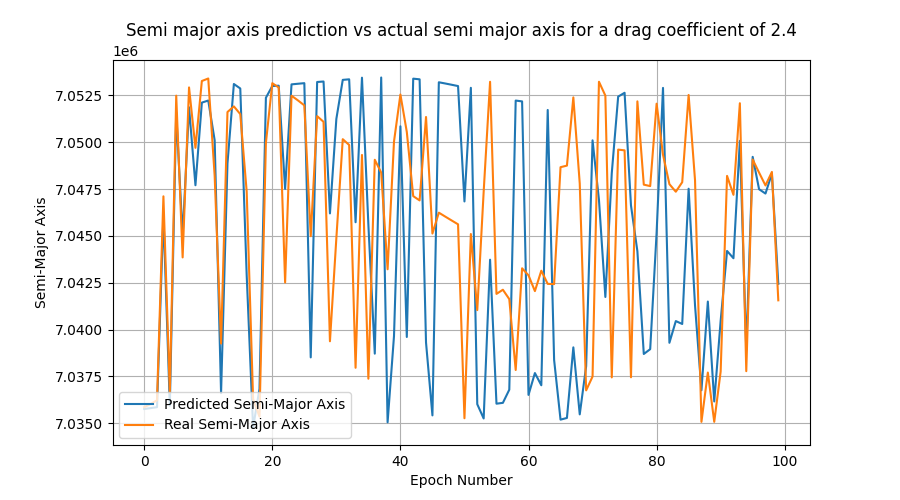 Semi major axis prediction vs actual semi major axis for a drag coefficient of 2.4
1e6
7.0525
7.0500
7.0475
7.0450
7.0425
7.0400
7.0375
7.0350
Semi-Major Axis
Predicted Semi-Major Axis
Real Semi-Major Axis
0 20 40 60 80 100
Epoch Number